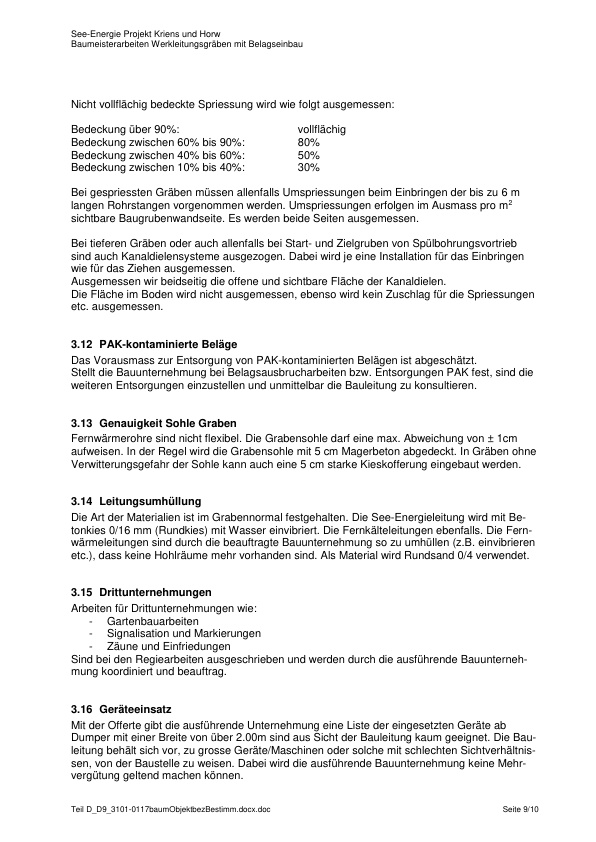 See-Energie Projekt Kriens und Horw
Baumeisterarbeiten Werkleitungsgräben mit Belagseinbau
Nicht vollflächig bedeckte Spriessung wird wie folgt ausgemessen:
Bedeckung über 90%: vollflächig
Bedeckung zwischen 60% bis 90%: 80%
Bedeckung zwischen 40% bis 60%: 50%
Bedeckung zwischen 10% bis 40%: 30%
Bei gespriessten Gräben müssen allenfalls Umspriessungen beim Einbringen der bis zu 6 m
langen Rohrstangen vorgenommen werden. Umspriessungen erfolgen im Ausmass pro m²
sichtbare Baugrubenwandseite. Es werden beide Seiten ausgemessen.
Bei tieferen Gräben oder auch allenfalls bei Start- und Zielgruben von Spülbohrungsvortrieb
sind auch Kanaldielensysteme ausgezogen. Dabei wird je eine Installation für das Einbringen
wie für das Ziehen ausgemessen.
Ausgemessen wir beidseitig die offene und sichtbare Fläche der Kanaldielen.
Die Fläche im Boden wird nicht ausgemessen, ebenso wird kein Zuschlag für die Spriessungen
etc. ausgemessen.
3.12 PAK-kontaminierte Beläge
Das Vorausmass zur Entsorgung von PAK-kontaminierten Belägen ist abgeschätzt.
Stellt die Bauunternehmung bei Belagsausbrucharbeiten bzw. Entsorgungen PAK fest, sind die
weiteren Entsorgungen einzustellen und unmittelbar die Bauleitung zu konsultieren.
3.13 Genauigkeit Sohle Graben
Fernwärmerohre sind nicht flexibel. Die Grabensohle darf eine max. Abweichung von ± 1cm
aufweisen. In der Regel wird die Grabensohle mit 5 cm Magerbeton abgedeckt. In Gräben ohne
Verwitterungsgefahr der Sohle kann auch eine 5 cm starke Kieskofferung eingebaut werden.
3.14 Leitungsumhüllung
Die Art der Materialien ist im Grabennormal festgehalten. Die See-Energieleitung wird mit Be-
tonkies 0/16 mm (Rundkies) mit Wasser einvibriert. Die Fernkälteleitungen ebenfalls. Die Fern-
wärmeleitungen sind durch die beauftragte Bauunternehmung so zu umhüllen (z.B. einvibrieren
etc.), dass keine Hohlräume mehr vorhanden sind. Als Material wird Rundsand 0/4 verwendet.
3.15 Drittunternehmungen
Arbeiten für Drittunternehmungen wie:
- Gartenbauarbeiten
- Signalisation und Markierungen
- Zäune und Einfriedungen
Sind bei den Regiearbeiten ausgeschrieben und werden durch die ausführende Bauunterneh-
mung koordiniert und beauftrag.
3.16 Geräteeinsatz
Mit der Offerte gibt die ausführende Unternehmung eine Liste der eingesetzten Geräte ab
Dumper mit einer Breite von über 2.00m sind aus Sicht der Bauleitung kaum geeignet. Die Bau-
leitung behält sich vor, zu grosse Geräte/Maschinen oder solche mit schlechten Sichtverhältnis-
sen, von der Baustelle zu weisen. Dabei wird die ausführende Bauunternehmung keine Mehr-
vergütung geltend machen können.
Teil D_D9_3101-0117baumObjektbezBestimm.docx.doc Seite 9/10